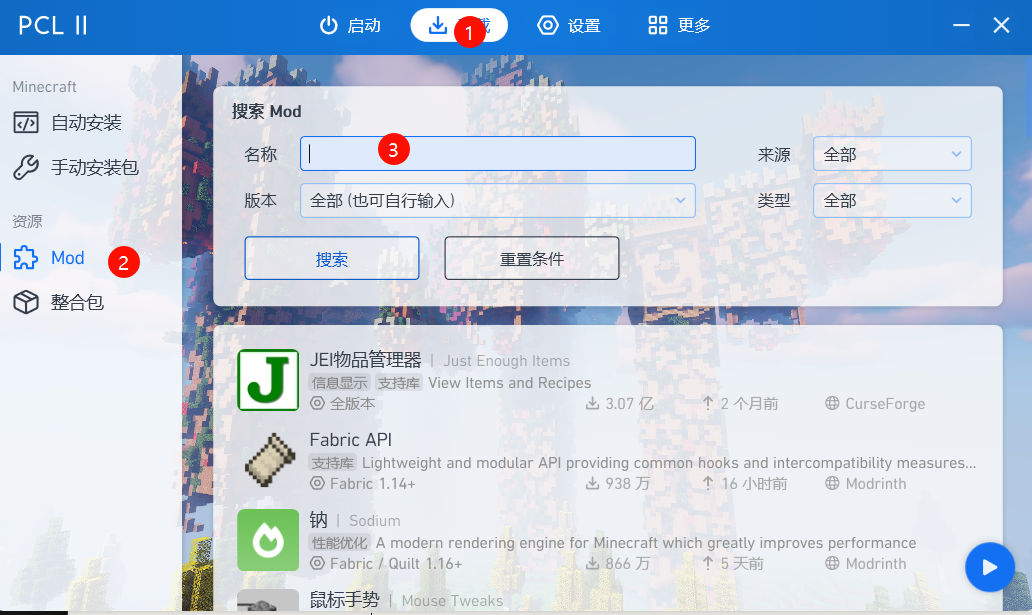 PCL II 启动 1 设置 更多
Minecraft
自动安装
手动安装包
资源
Mod 2
整合包
搜索 Mod
名称 3 来源 全部
版本 全部 (也可自行输入) 类型 全部
搜索 重置条件
JEI物品管理器 | Just Enough Items
信息显示 支持库 View Items and Recipes
全版本 3.07 亿 2 个月前 CurseForge
Fabric API
支持库 Lightweight and modular API providing common hooks and intercompatibility measures...
Fabric 1.14+ 938 万 16 小时前 Modrinth
钠 | Sodium
性能优化 A modern rendering engine for Minecraft which greatly improves performance
Fabric / Quilt 1.16+ 866 万 5 天前 Modrinth
鼠标手势 | Mouse Tweaks